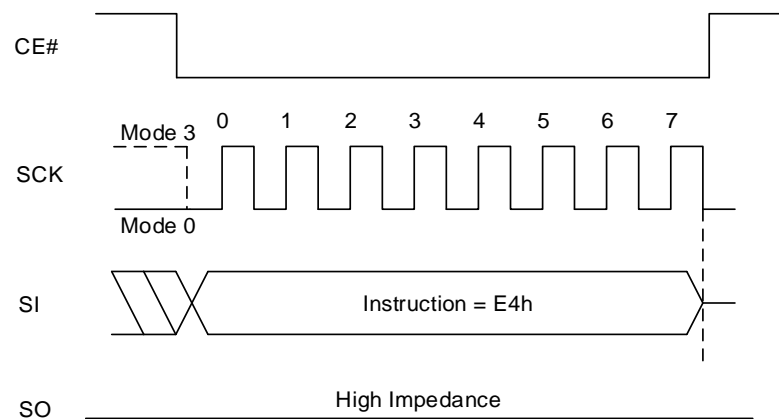 CE#
0 1 2 3 4 5 6 7
Mode 3
SCK
Mode 0
SI
Instruction = E4h
High Impedance
SO